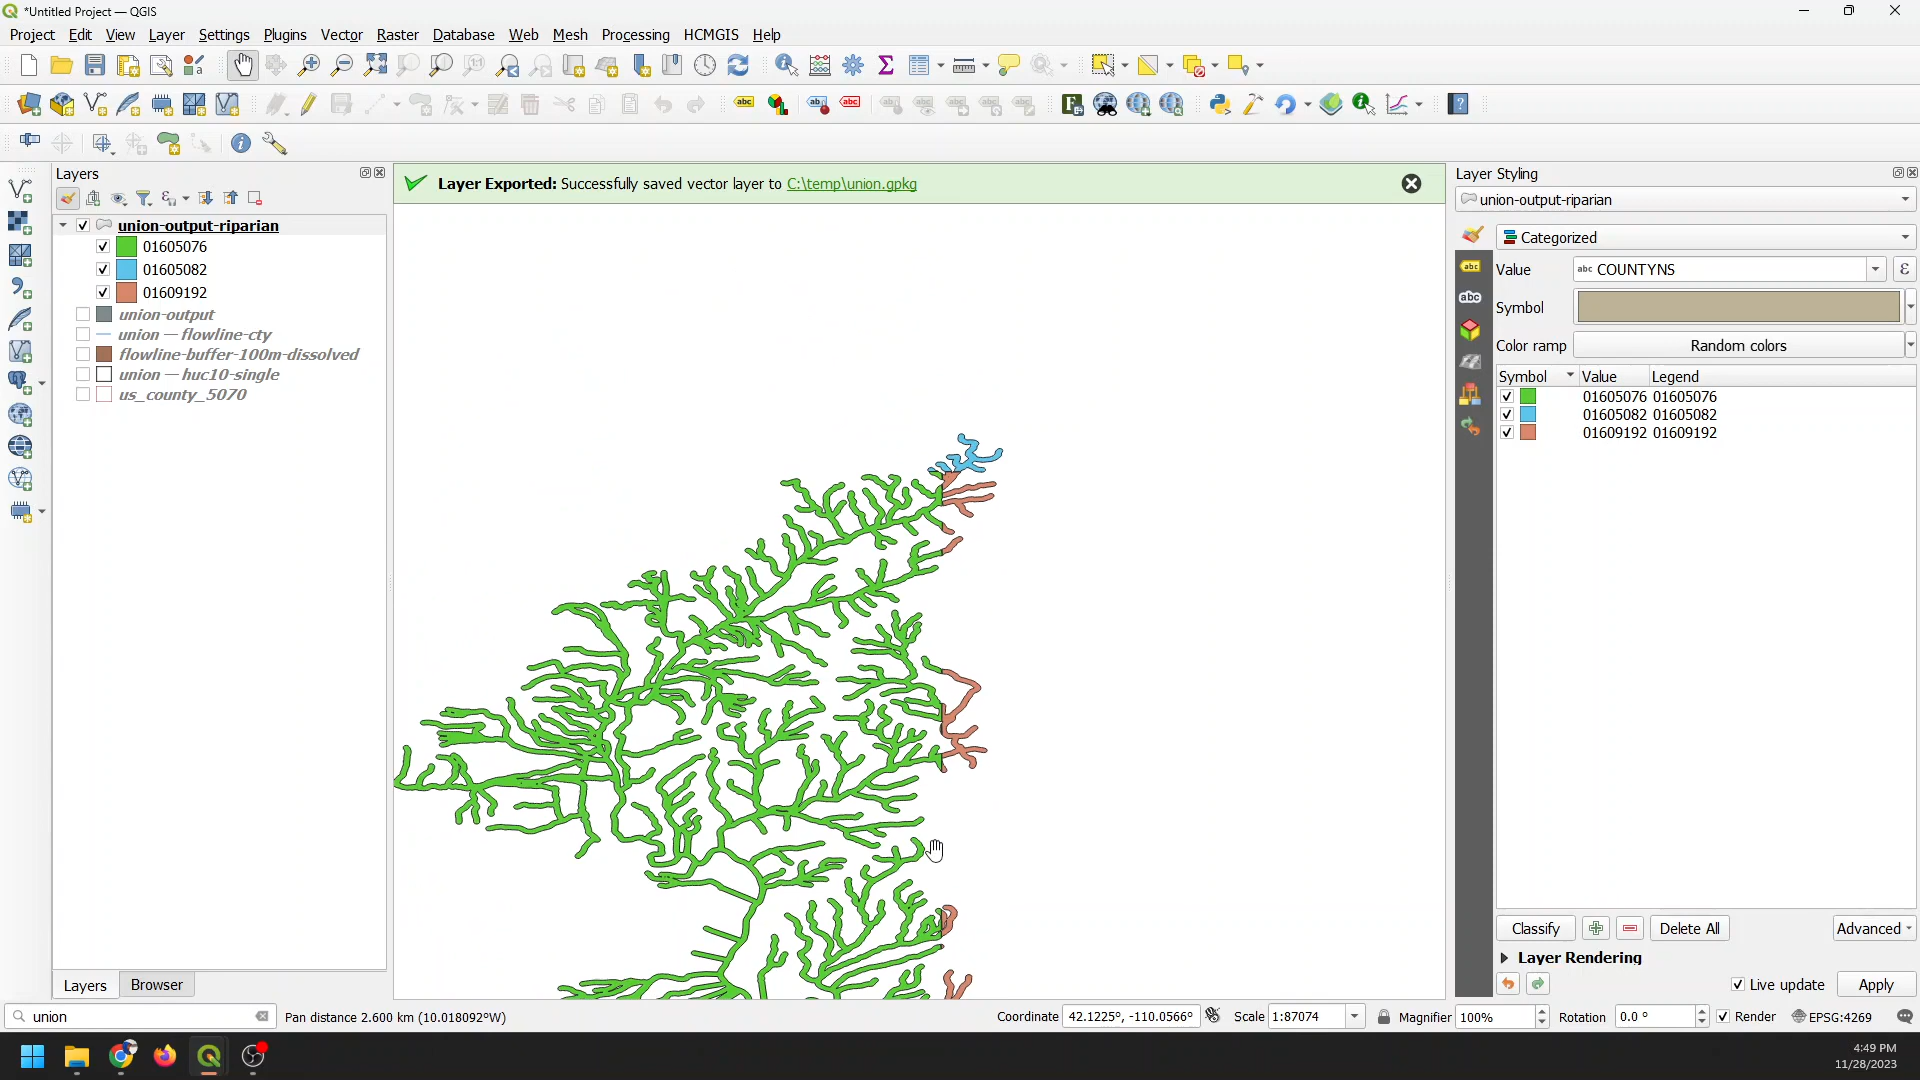 *Untitled Project — QGIS
Project Edit View Layer Settings Plugins Vector Raster Database Web Mesh Processing HCMGIS Help
Layers
Layer Exported: Successfully saved vector layer to C:\temp\union.gpkg
union-output-riparian
01605076
01605082
01609192
union-output
union — flowline-cty
flowline-buffer-100m-dissolved
union — huc10-single
us_county_5070
Layer Styling
union-output-riparian
Categorized
Value abc COUNTYNS ε
Symbol
Color ramp Random colors
Symbol Value Legend
01605076 01605076
01605082 01605082
01609192 01609192
Classify Delete All Advanced
Layer Rendering
Live update Apply
Layers Browser
union Pan distance 2.600 km (10.018092°W) Coordinate 42.1225°, -110.0566° Scale 1:87074 Magnifier 100% Rotation 0.0 ° Render EPSG:4269
4:49 PM
11/28/2023